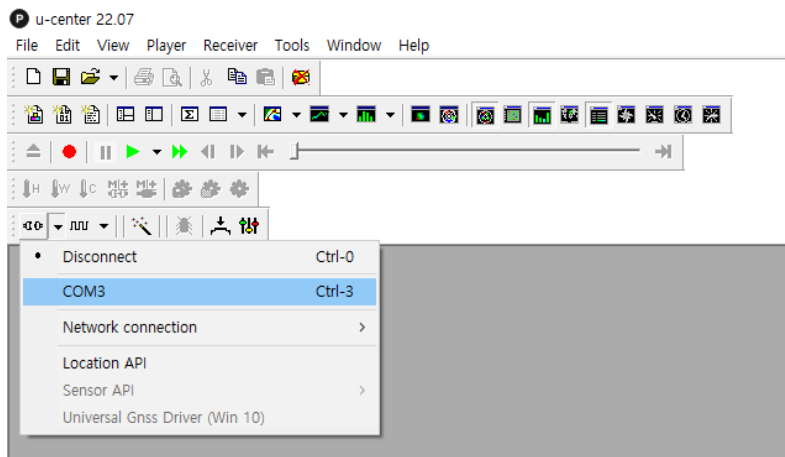 u-center 22.07
File Edit View Player Receiver Tools Window Help
H W C
Disconnect Ctrl-0
COM3 Ctrl-3
Network connection
Location API
Sensor API
Universal Gnss Driver (Win 10)